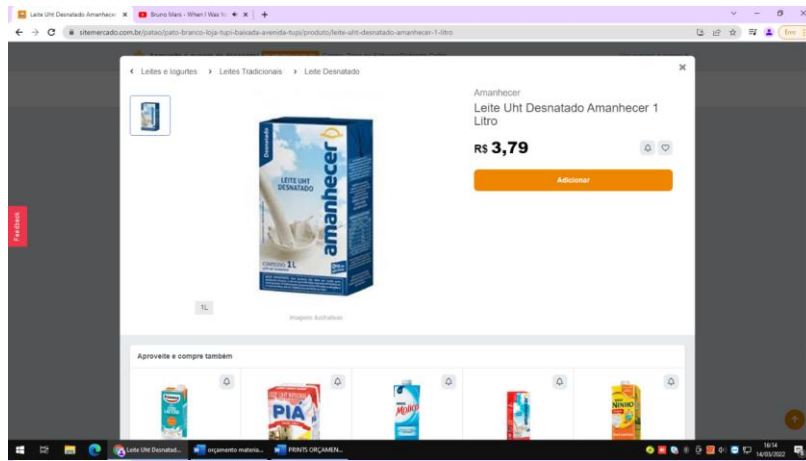 Leite Uht Desnatado Amanhecer
Bruno Mars - When I Was Yo
sitemercado.com.br/patao/pato-branco-loja-tupi-baixada-avenida-tupi/produto/leite-uht-desnatado-amanhecer-1-litro
Leites e Iogurtes > Leites Tradicionais > Leite Desnatado
Amanhecer
Leite Uht Desnatado Amanhecer 1
Litro
R$ 3,79
Adicionar
Desnatado
LEITE UHT
DESNATADO
amanhecer
CONTEÚDO 1L
1L
Imagens ilustrativas
Feedback
Aproveite e compre também
PIÁ
Molico
NINHO
Leite Uht Desnatad...
orçamento materia...
PRINTS ORÇAMEN...
16:14
14/03/2022